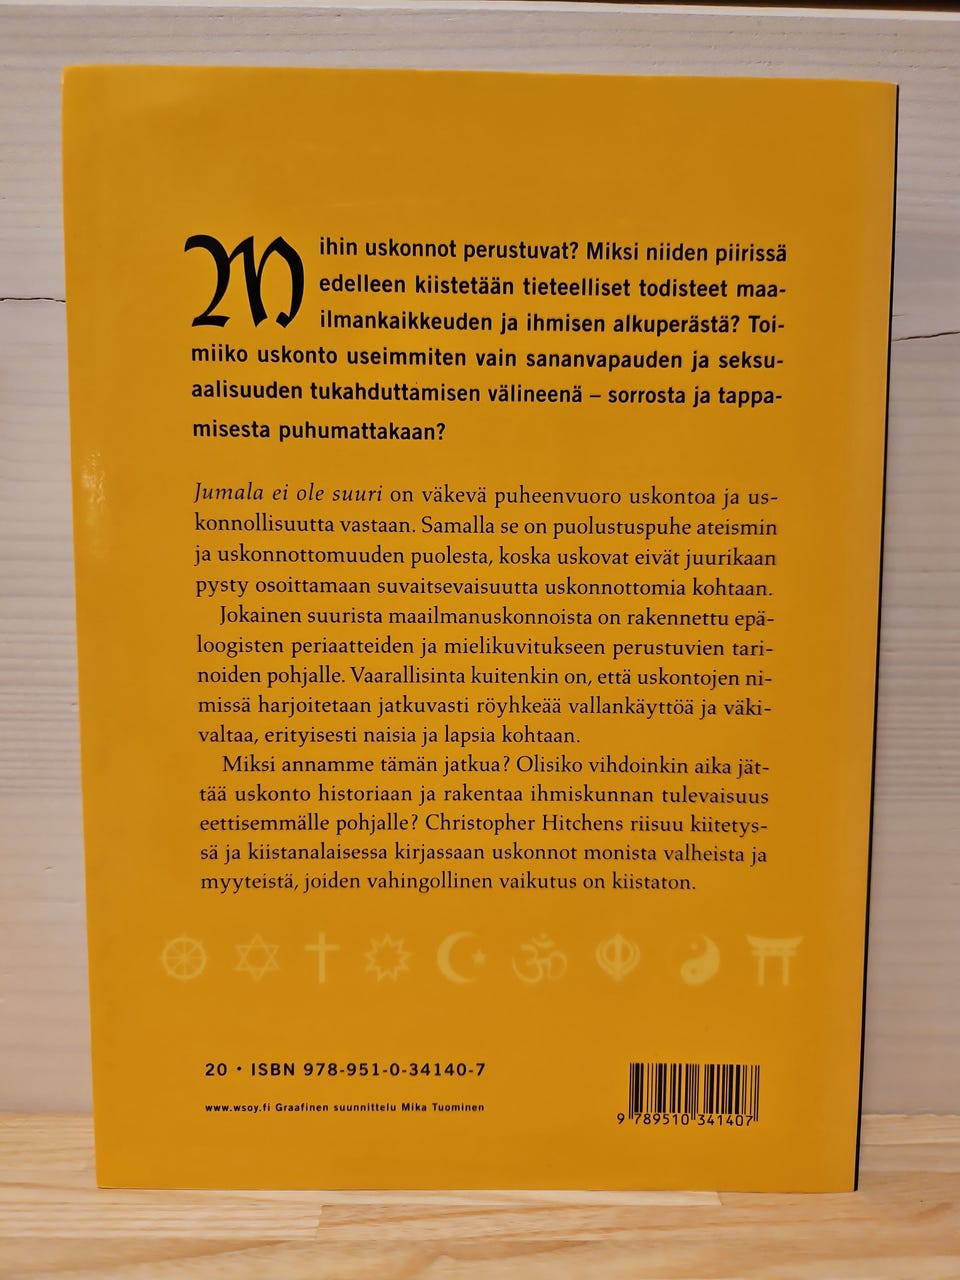 Mihin uskonnot perustuvat? Miksi niiden piirissä
edelleen kiistetään tieteelliset todisteet maa-
ilmankaikkeuden ja ihmisen alkuperästä? Toi-
miiko uskonto useimmiten vain sananvapauden ja seksu-
aalisuuden tukahduttamisen välineenä – sorrosta ja tappa-
misesta puhumattakaan?
Jumala ei ole suuri on väkevä puheenvuoro uskontoa ja us-
konnollisuutta vastaan. Samalla se on puolustuspuhe ateismin
ja uskonnottomuuden puolesta, koska uskovat eivät juurikaan
pysty osoittamaan suvaitsevaisuutta uskonnottomia kohtaan.
Jokainen suurista maailmanuskonnoista on rakennettu epä-
loogisten periaatteiden ja mielikuvitukseen perustuvien tari-
noiden pohjalle. Vaarallisinta kuitenkin on, että uskontojen ni-
missä harjoitetaan jatkuvasti röyhkeää vallankäyttöä ja väki-
valtaa, erityisesti naisia ja lapsia kohtaan.
Miksi annamme tämän jatkua? Olisiko vihdoinkin aika jät-
tää uskonto historiaan ja rakentaa ihmiskunnan tulevaisuus
eettisemmälle pohjalle? Christopher Hitchens riisuu kiitetys-
sä ja kiistanalaisessa kirjassaan uskonnot monista valheista ja
myyteistä, joiden vahingollinen vaikutus on kiistaton.
20 • ISBN 978-951-0-34140-7
www.wsoy.fi Graafinen suunnittelu Mika Tuominen
9 789510 341407